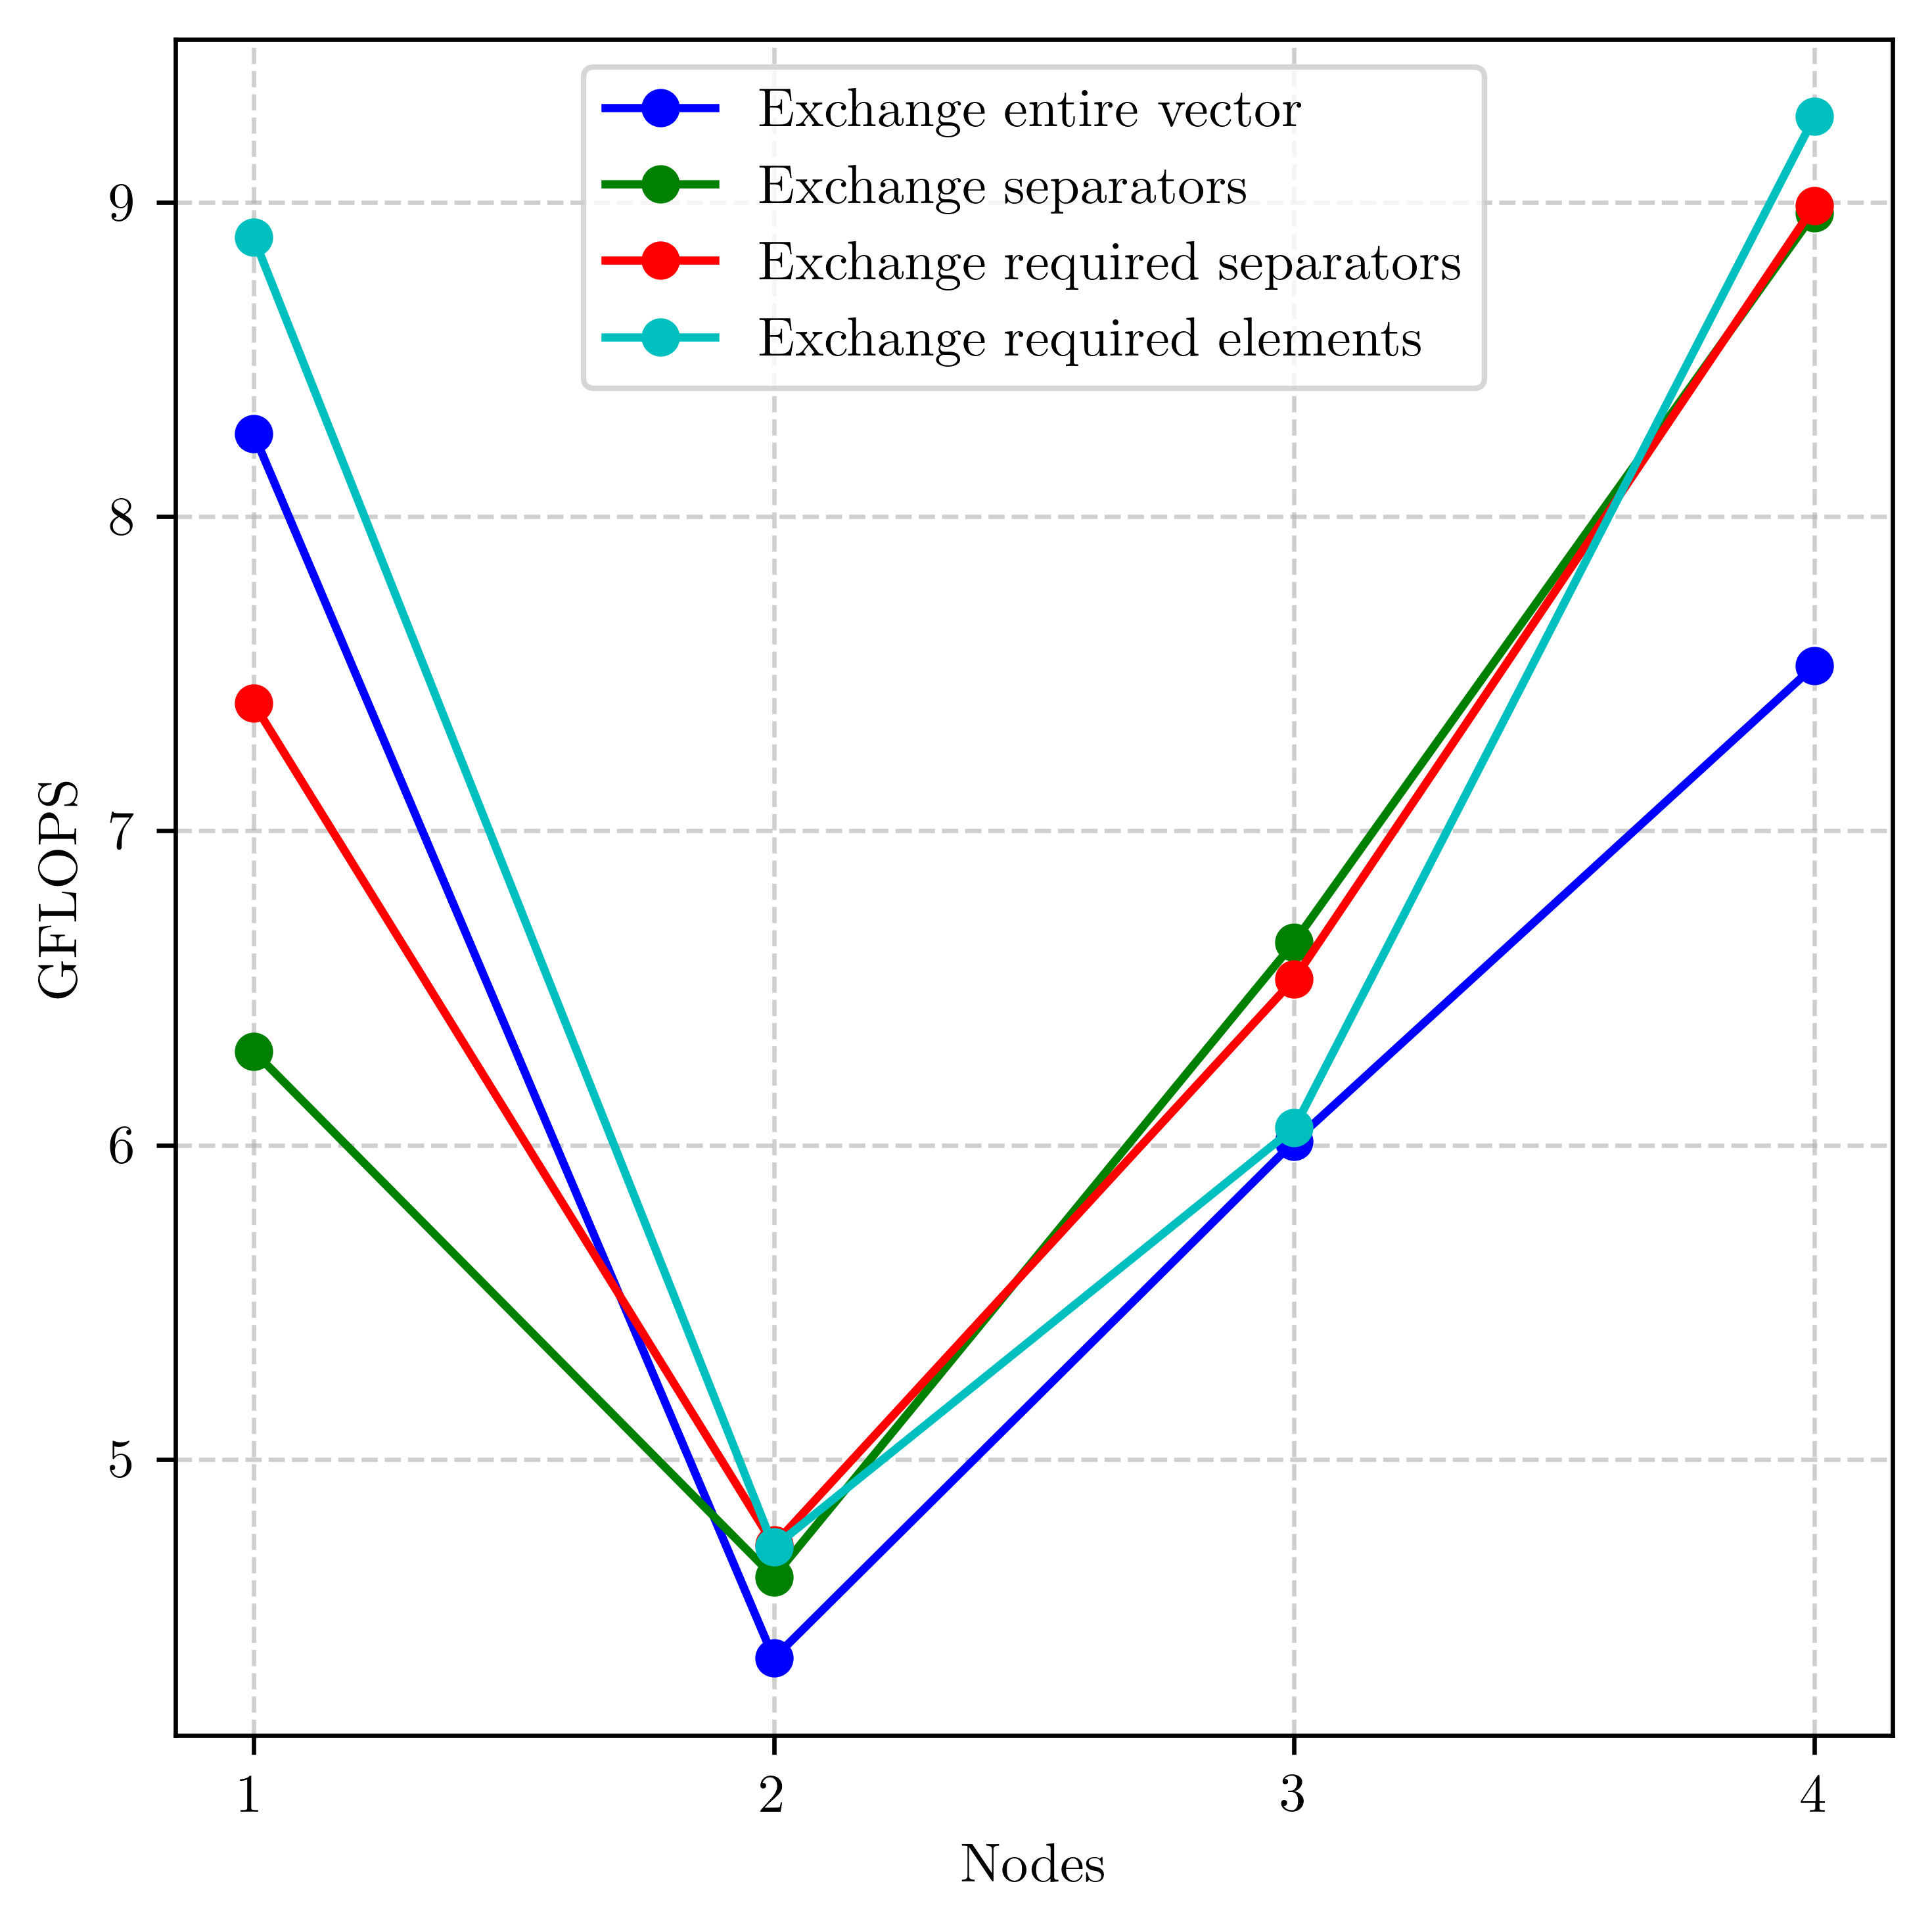 Exchange entire vector
Exchange separators
Exchange required separators
Exchange required elements
GFLOPS
9
8
7
6
5
1 2 3 4
Nodes